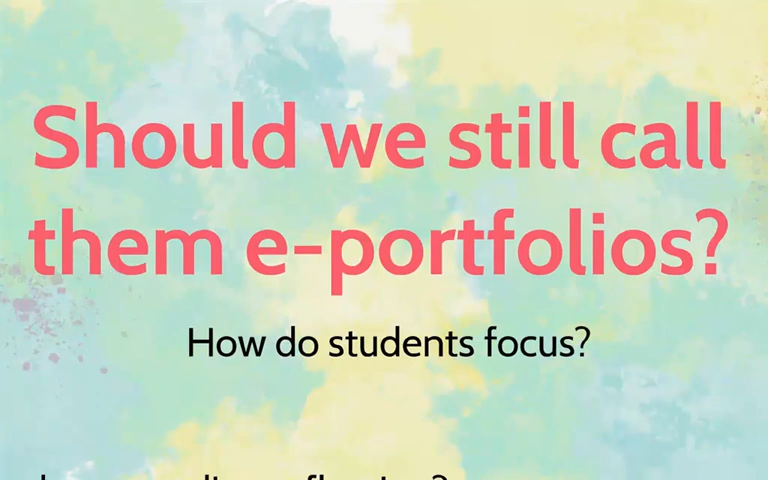 Should we still call
them e-portfolios?
How do students focus?